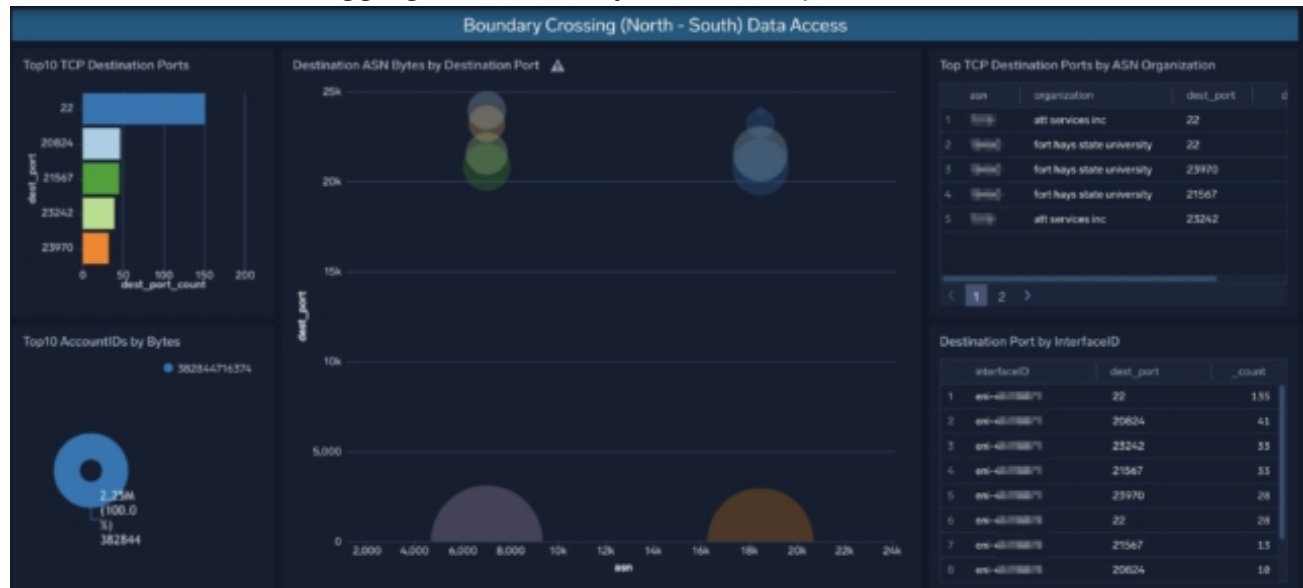 Boundary Crossing (North - South) Data Access
Top10 TCP Destination Ports
22
20824
21567
23242
23970
dest_port
0 50 100 150 200
dest_port_count
Top10 AccountIDs by Bytes
382844716374
2.25M
(100.0
%)
382844
Destination ASN Bytes by Destination Port
25k
20k
15k
10k
5,000
0
dest_port
2,000 4,000 6,000 8,000 10k 12k 14k 16k 18k 20k 22k 24k
asn
Top TCP Destination Ports by ASN Organization
asn organization dest_port d
1 att services inc 22
2 fort hays state university 22
3 fort hays state university 23970
4 fort hays state university 21567
5 att services inc 23242
< 1 2 >
Destination Port by InterfaceID
interfaceID dest_port _count
1 22 135
2 20824 41
3 23242 33
4 21567 33
5 23970 28
6 22 28
7 21567 13
8 20824 10